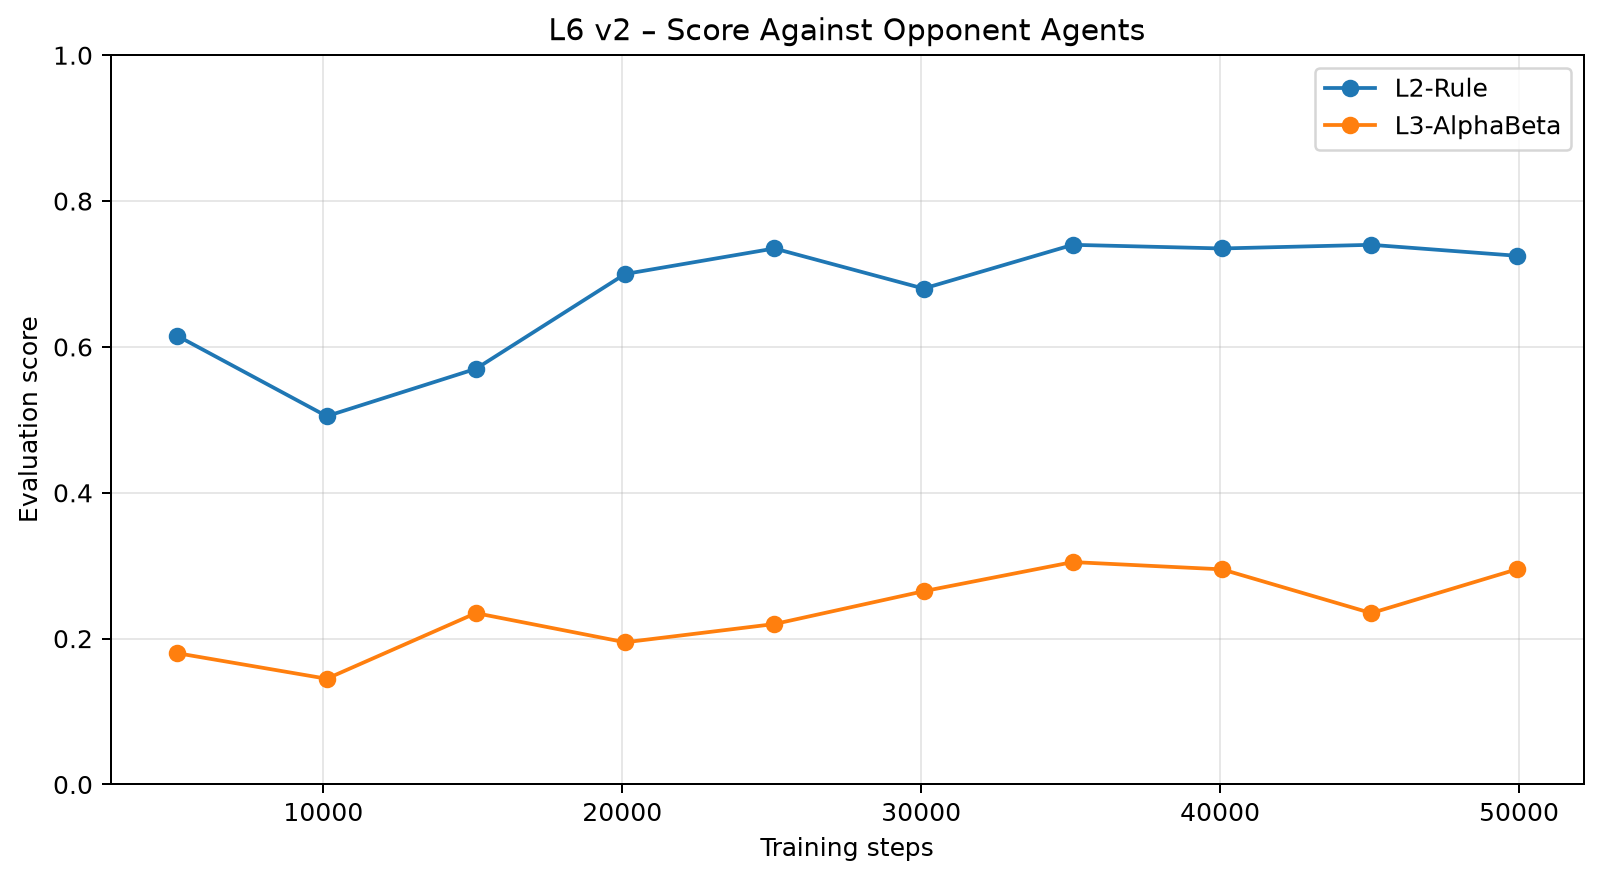 L6 v2 – Score Against Opponent Agents
1.0
0.8
0.6
0.4
0.2
0.0
Evaluation score
L2-Rule
L3-AlphaBeta
10000 20000 30000 40000 50000
Training steps